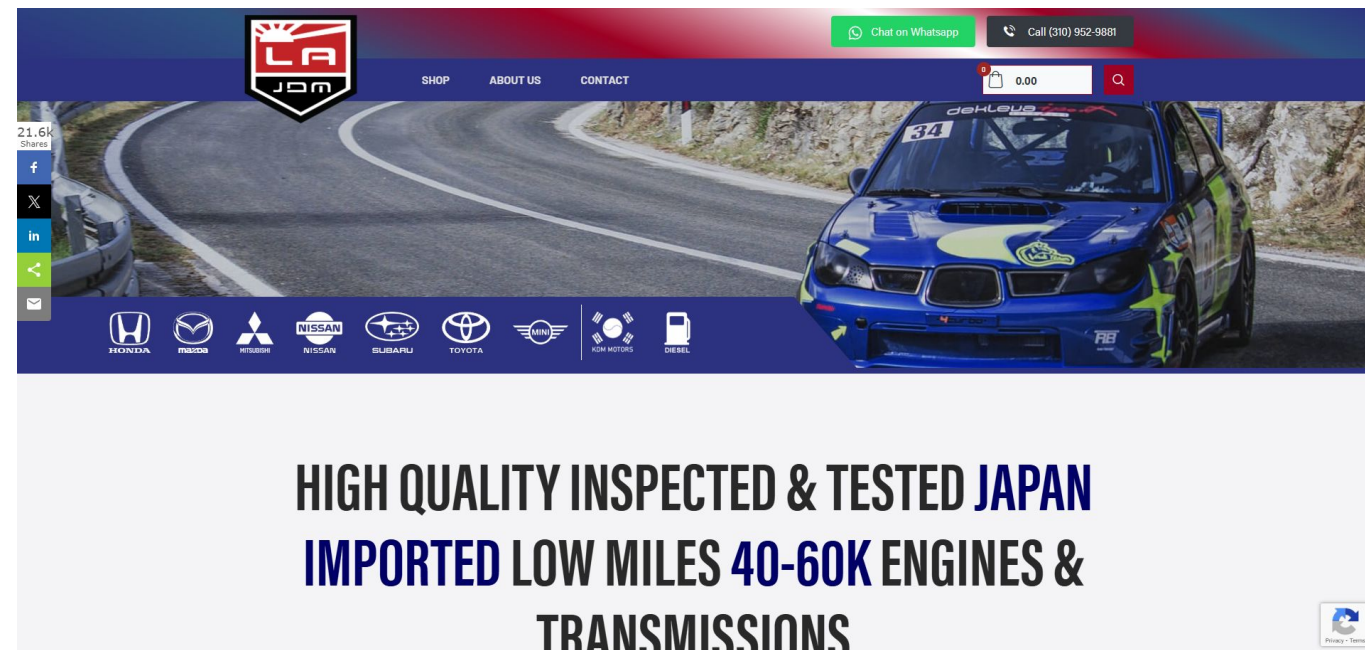 LA
JDM
Chat on Whatsapp
Call (310) 952-9881
SHOP ABOUT US CONTACT
0
0.00
21.6k
Shares
f
X
in
dekleva
34
HONDA
mazda
MITSUBISHI
NISSAN
NISSAN
SUBARU
TOYOTA
MINI
KDM MOTORS
DIESEL
HIGH QUALITY INSPECTED & TESTED JAPAN
IMPORTED LOW MILES 40-60K ENGINES &
TRANSMISSIONS
Privacy - Terms